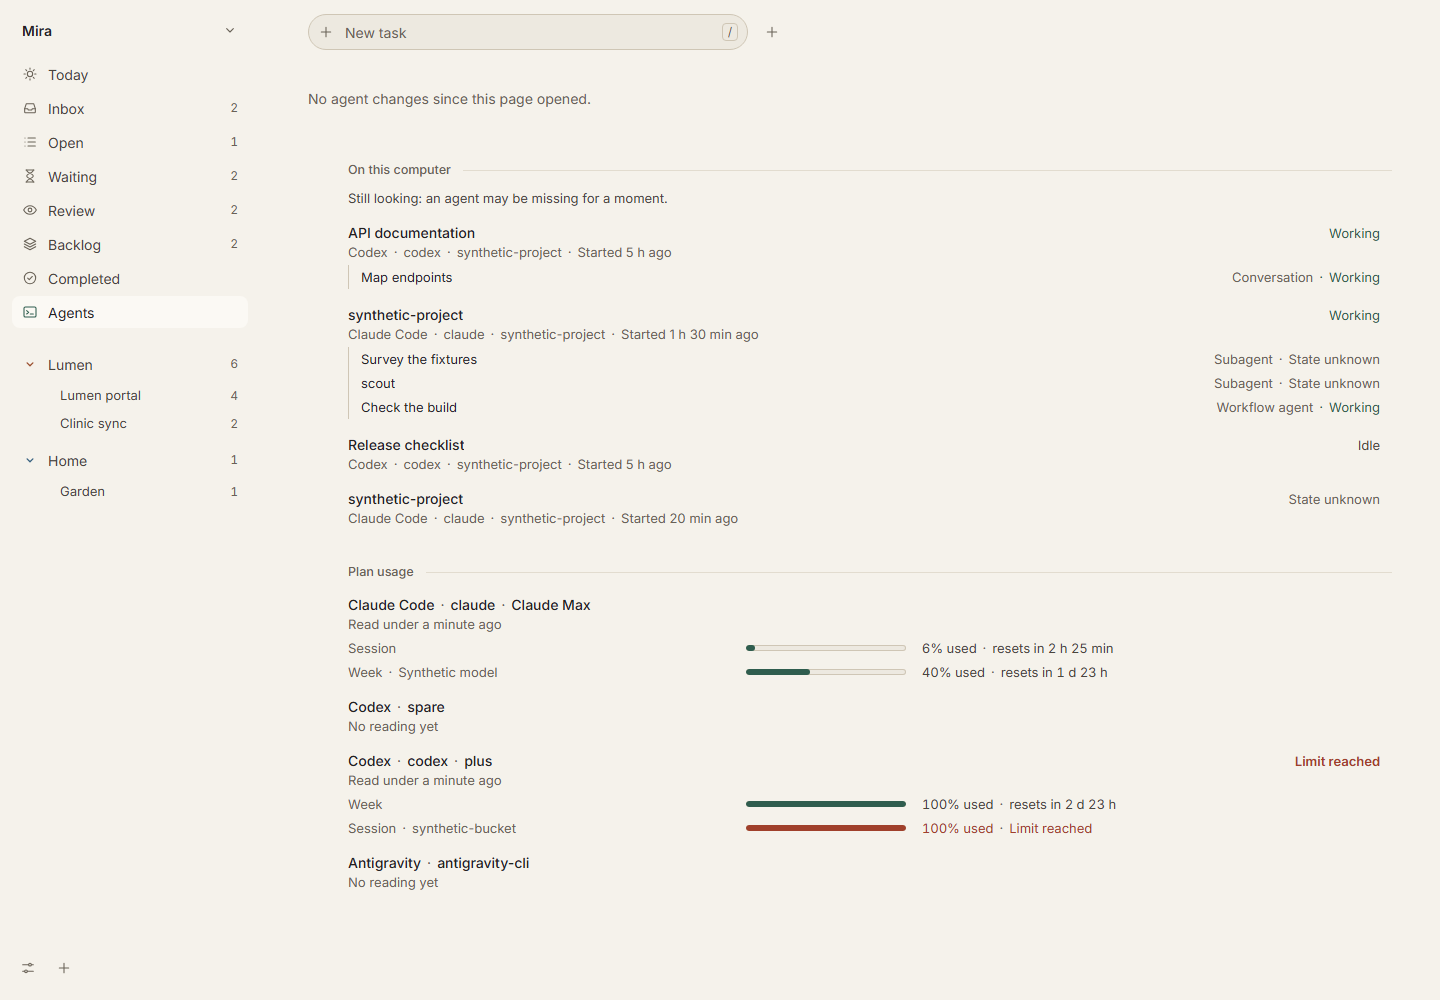 Mira
Today
Inbox 2
Open 1
Waiting 2
Review 2
Backlog 2
Completed
Agents
Lumen 6
Lumen portal 4
Clinic sync 2
Home 1
Garden 1
New task /
No agent changes since this page opened.
On this computer
Still looking: an agent may be missing for a moment.
API documentation Working
Codex · codex · synthetic-project · Started 5 h ago
Map endpoints Conversation · Working
synthetic-project Working
Claude Code · claude · synthetic-project · Started 1 h 30 min ago
Survey the fixtures Subagent · State unknown
scout Subagent · State unknown
Check the build Workflow agent · Working
Release checklist Idle
Codex · codex · synthetic-project · Started 5 h ago
synthetic-project State unknown
Claude Code · claude · synthetic-project · Started 20 min ago
Plan usage
Claude Code · claude · Claude Max
Read under a minute ago
Session 6% used · resets in 2 h 25 min
Week · Synthetic model 40% used · resets in 1 d 23 h
Codex · spare
No reading yet
Codex · codex · plus Limit reached
Read under a minute ago
Week 100% used · resets in 2 d 23 h
Session · synthetic-bucket 100% used · Limit reached
Antigravity · antigravity-cli
No reading yet